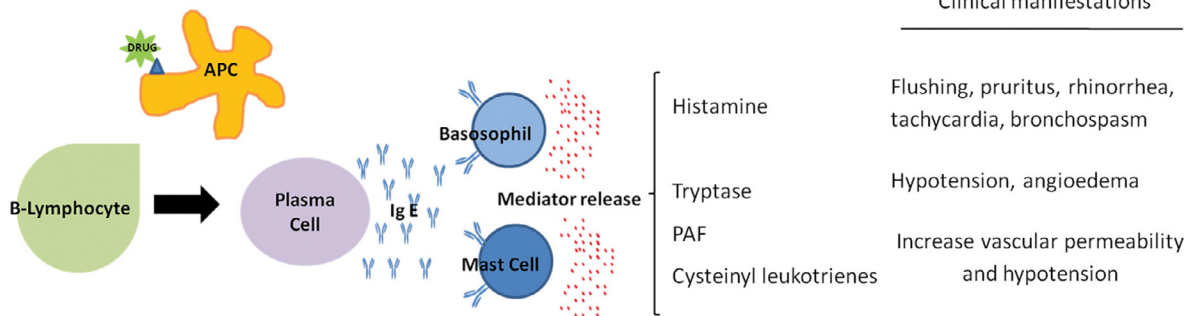 Clinical manifestations
DRUG
APC
Histamine
Flushing, pruritus, rhinorrhea,
tachycardia, bronchospasm
Basosophil
B-Lymphocyte
Plasma
Cell
Ig E
Mediator release
Tryptase
Hypotension, angioedema
PAF
Mast Cell
Cysteinyl leukotrienes
Increase vascular permeability
and hypotension